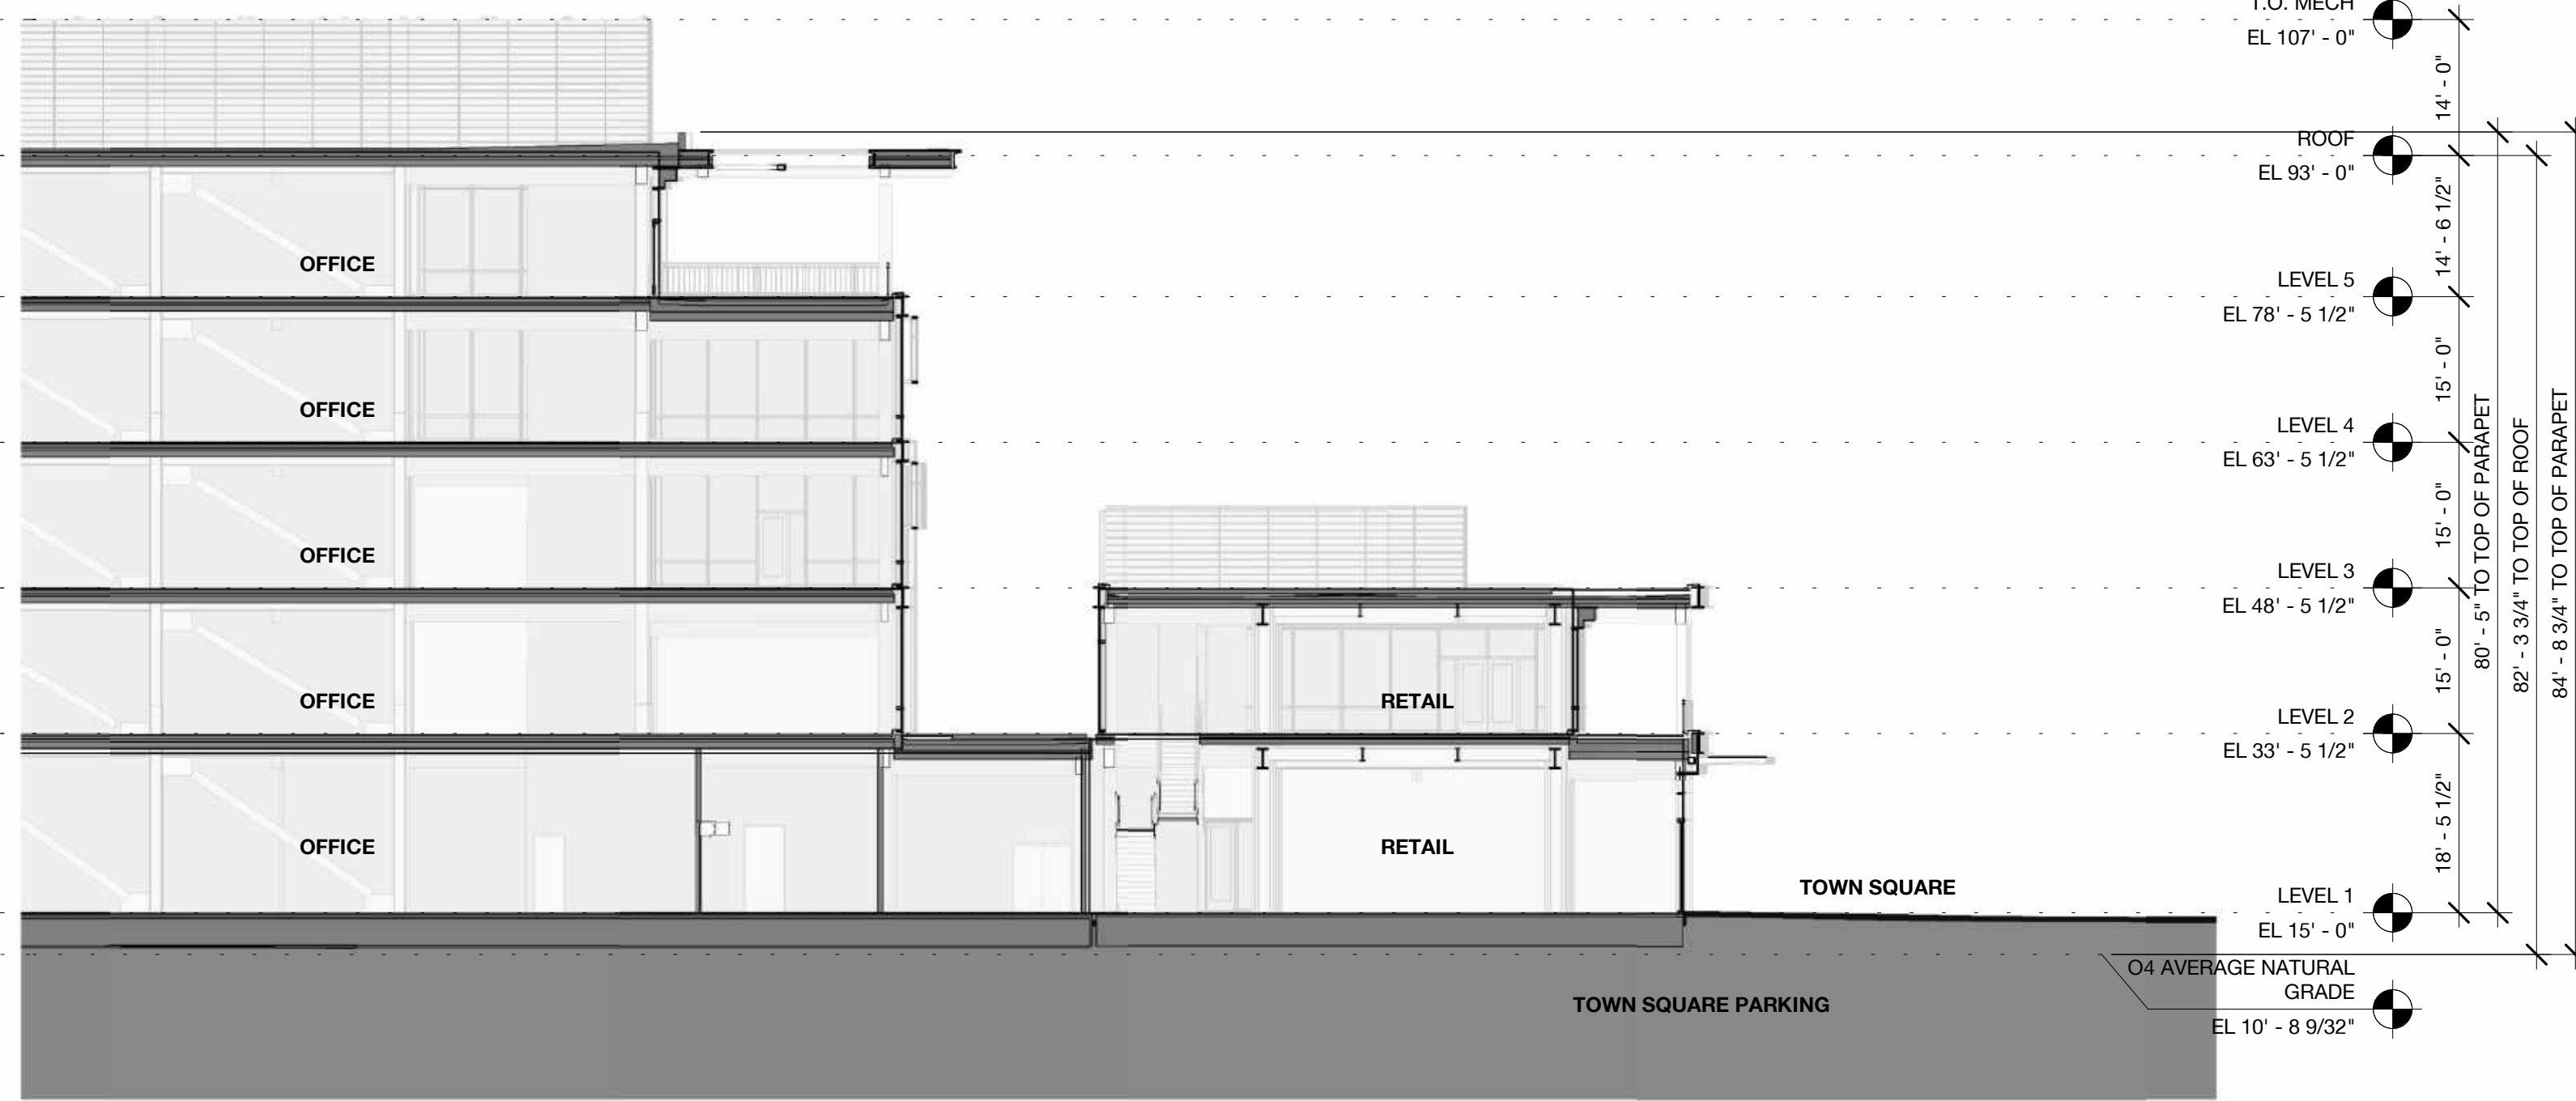 T.O. MECH
EL 107' - 0"
14' - 0"
ROOF
EL 93' - 0"
14' - 6 1/2"
OFFICE
LEVEL 5
EL 78' - 5 1/2"
15' - 0"
OFFICE
LEVEL 4
EL 63' - 5 1/2"
15' - 0"
OFFICE
LEVEL 3
EL 48' - 5 1/2"
15' - 0"
OFFICE
RETAIL
LEVEL 2
EL 33' - 5 1/2"
18' - 5 1/2"
OFFICE
RETAIL
TOWN SQUARE
LEVEL 1
EL 15' - 0"
80' - 5" TO TOP OF PARAPET
82' - 3 3/4" TO TOP OF ROOF
84' - 8 3/4" TO TOP OF PARAPET
O4 AVERAGE NATURAL
GRADE
EL 10' - 8 9/32"
TOWN SQUARE PARKING